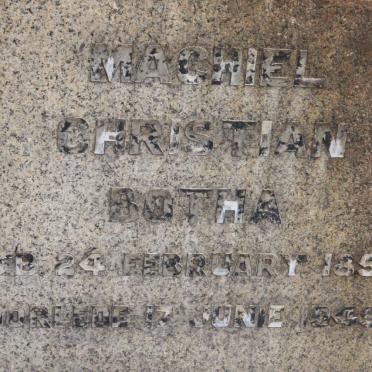 MACHIEL
CHRISTIAN
BOTHA
24 FEBRUARY
17 JUNE